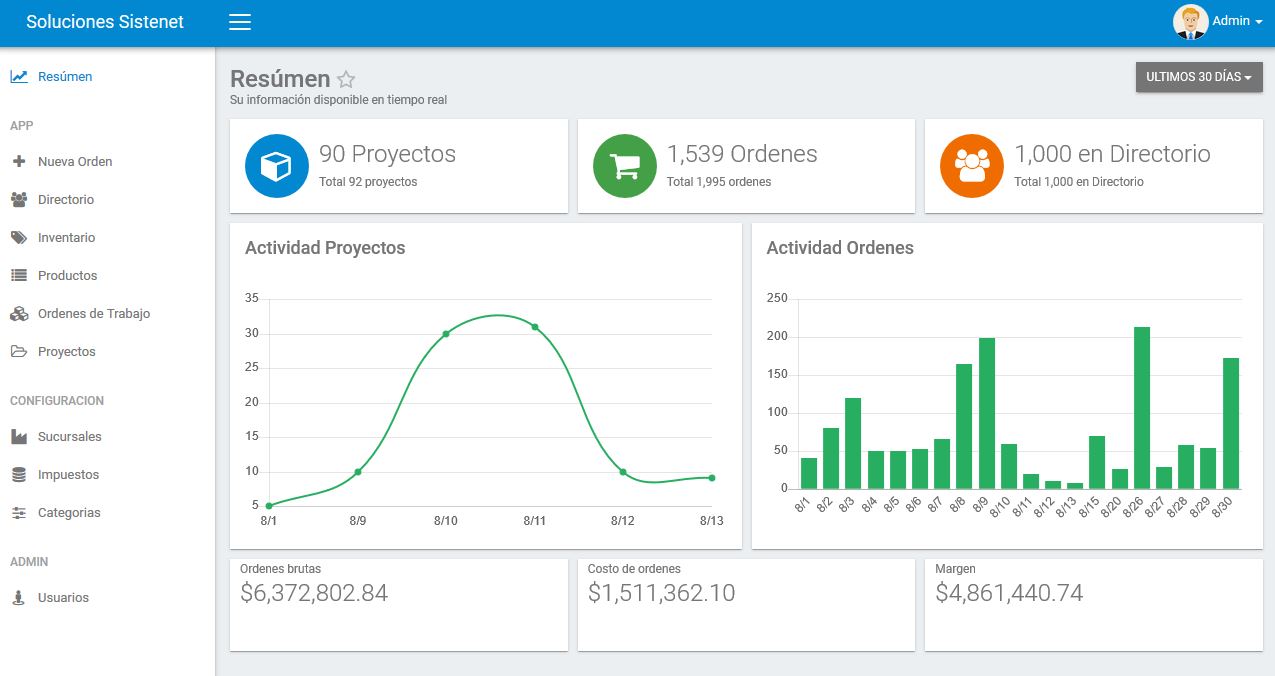 Soluciones Sistenet
Admin
Resúmen
APP
Nueva Orden
Directorio
Inventario
Productos
Ordenes de Trabajo
Proyectos
CONFIGURACION
Sucursales
Impuestos
Categorias
ADMIN
Usuarios
Resúmen
ULTIMOS 30 DÍAS
Su información disponible en tiempo real
90 Proyectos
Total 92 proyectos
1,539 Ordenes
Total 1,995 ordenes
1,000 en Directorio
Total 1,000 en Directorio
Actividad Proyectos
35
30
25
20
15
10
5
8/1 8/9 8/10 8/11 8/12 8/13
Actividad Ordenes
250
200
150
100
50
0
8/1 8/2 8/3 8/4 8/5 8/6 8/7 8/8 8/9 8/10 8/11 8/12 8/13 8/15 8/20 8/26 8/27 8/28 8/29 8/30
Ordenes brutas
$6,372,802.84
Costo de ordenes
$1,511,362.10
Margen
$4,861,440.74